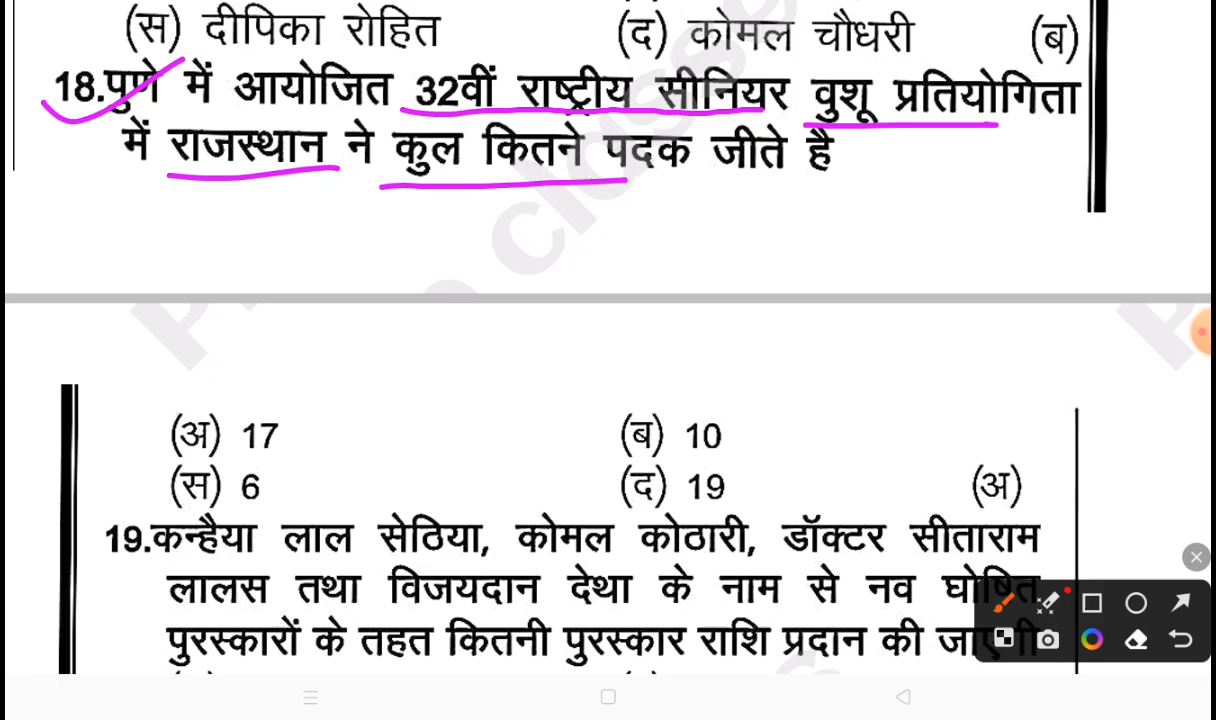 (स) दीपिका रोहित (द) कोमल चौधरी (ब)
18.पुणे में आयोजित 32वीं राष्ट्रीय सीनियर वुशू प्रतियोगिता
में राजस्थान ने कुल कितने पदक जीते है
(अ) 17 (ब) 10
(स) 6 (द) 19 (अ)
19.कन्हैया लाल सेठिया, कोमल कोठारी, डॉक्टर सीताराम
लालस तथा विजयदान देथा के नाम से नव घोषित
पुरस्कारों के तहत कितनी पुरस्कार राशि प्रदान की जाएगी